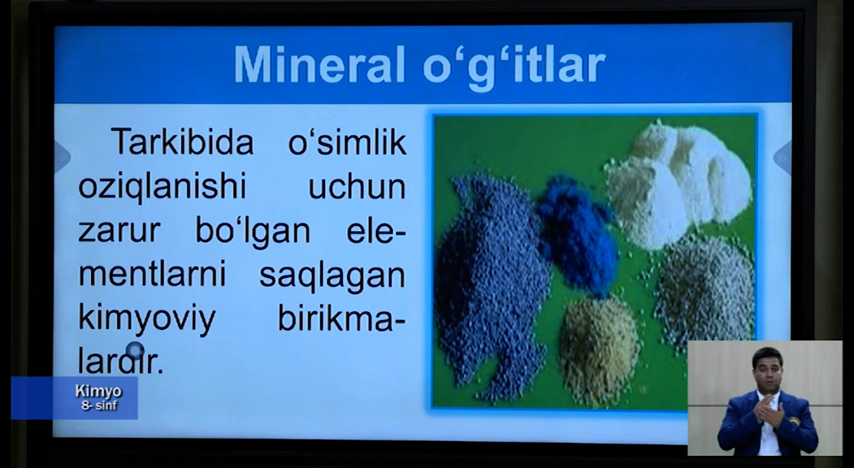 Mineral o‘g‘itlar
Tarkibida o‘simlik
oziqlanishi uchun
zarur bo‘lgan ele-
mentlarni saqlagan
kimyoviy birikma-
lardir.
Kimyo
8- sinf